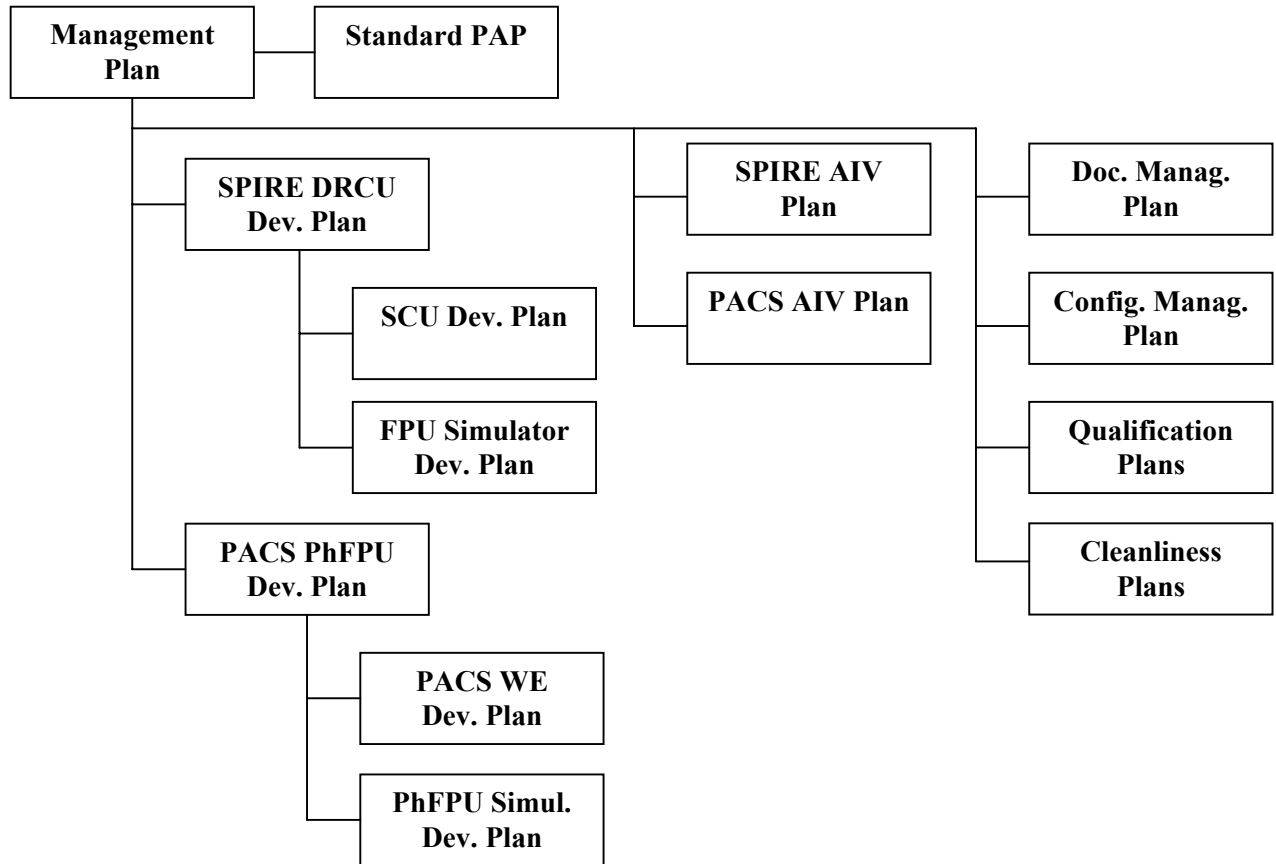 Management
Plan
Standard PAP
SPIRE DRCU
Dev. Plan
SCU Dev. Plan
FPU Simulator
Dev. Plan
PACS PhFPU
Dev. Plan
PACS WE
Dev. Plan
PhFPU Simul.
Dev. Plan
SPIRE AIV
Plan
PACS AIV Plan
Doc. Manag.
Plan
Config. Manag.
Plan
Qualification
Plans
Cleanliness
Plans